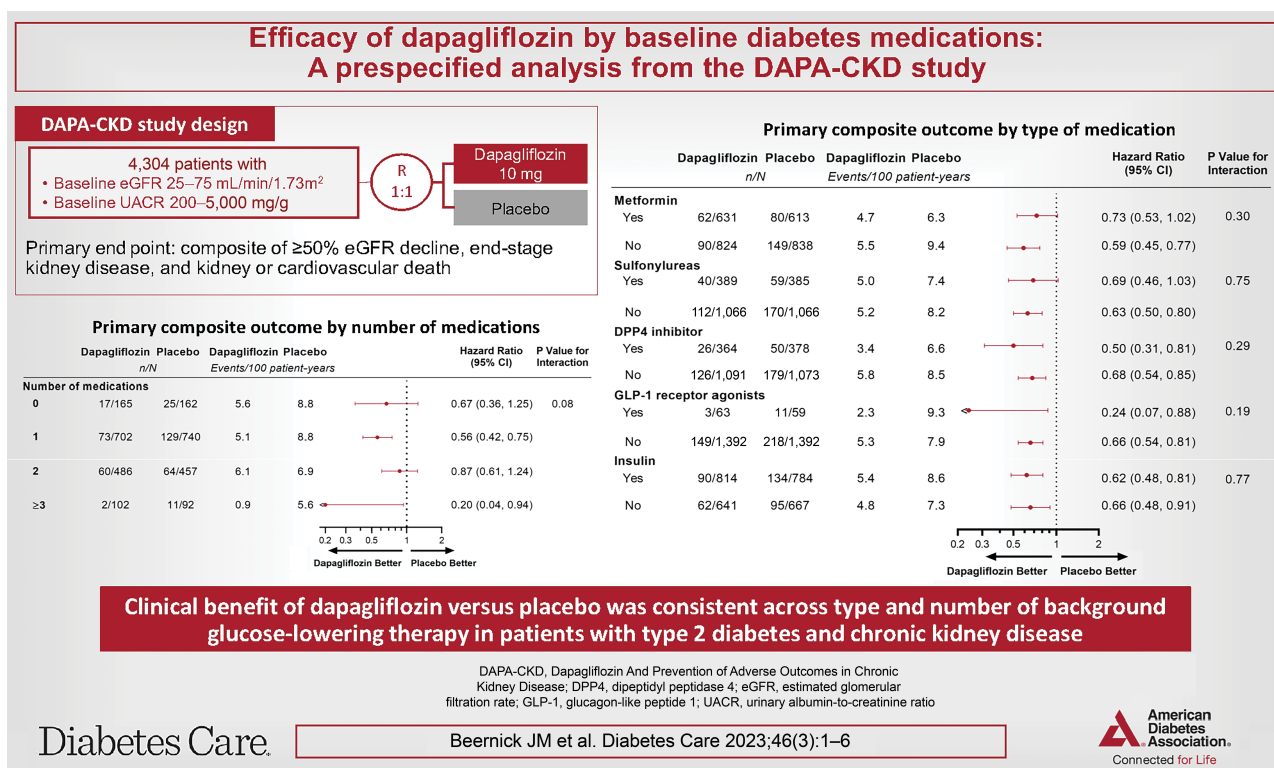 Efficacy of dapagliflozin by baseline diabetes medications:
A prespecified analysis from the DAPA-CKD study
DAPA-CKD study design
4,304 patients with
• Baseline eGFR 25–75 mL/min/1.73m²
• Baseline UACR 200–5,000 mg/g
R
1:1
Dapagliflozin
10 mg
Placebo
Primary end point: composite of ≥50% eGFR decline, end-stage
kidney disease, and kidney or cardiovascular death
Primary composite outcome by number of medications
Dapagliflozin Placebo Dapagliflozin Placebo Hazard Ratio P Value for
n/N Events/100 patient-years (95% CI) Interaction
Number of medications
0 17/165 25/162 5.6 8.8 0.67 (0.36, 1.25) 0.08
1 73/702 129/740 5.1 8.8 0.56 (0.42, 0.75)
2 60/486 64/457 6.1 6.9 0.87 (0.61, 1.24)
≥3 2/102 11/92 0.9 5.6 0.20 (0.04, 0.94)
0.2 0.3 0.5 1 2
Dapagliflozin Better Placebo Better
Primary composite outcome by type of medication
Dapagliflozin Placebo Dapagliflozin Placebo Hazard Ratio P Value for
n/N Events/100 patient-years (95% CI) Interaction
Metformin
Yes 62/631 80/613 4.7 6.3 0.73 (0.53, 1.02) 0.30
No 90/824 149/838 5.5 9.4 0.59 (0.45, 0.77)
Sulfonylureas
Yes 40/389 59/385 5.0 7.4 0.69 (0.46, 1.03) 0.75
No 112/1,066 170/1,066 5.2 8.2 0.63 (0.50, 0.80)
DPP4 inhibitor
Yes 26/364 50/378 3.4 6.6 0.50 (0.31, 0.81) 0.29
No 126/1,091 179/1,073 5.8 8.5 0.68 (0.54, 0.85)
GLP-1 receptor agonists
Yes 3/63 11/59 2.3 9.3 0.24 (0.07, 0.88) 0.19
No 149/1,392 218/1,392 5.3 7.9 0.66 (0.54, 0.81)
Insulin
Yes 90/814 134/784 5.4 8.6 0.62 (0.48, 0.81) 0.77
No 62/641 95/667 4.8 7.3 0.66 (0.48, 0.91)
0.2 0.3 0.5 1 2
Dapagliflozin Better Placebo Better
Clinical benefit of dapagliflozin versus placebo was consistent across type and number of background
glucose-lowering therapy in patients with type 2 diabetes and chronic kidney disease
DAPA-CKD, Dapagliflozin And Prevention of Adverse Outcomes in Chronic
Kidney Disease; DPP4, dipeptidyl peptidase 4; eGFR, estimated glomerular
filtration rate; GLP-1, glucagon-like peptide 1; UACR, urinary albumin-to-creatinine ratio
Diabetes Care.
Beernick JM et al. Diabetes Care 2023;46(3):1–6
American
Diabetes
Association®
Connected for Life